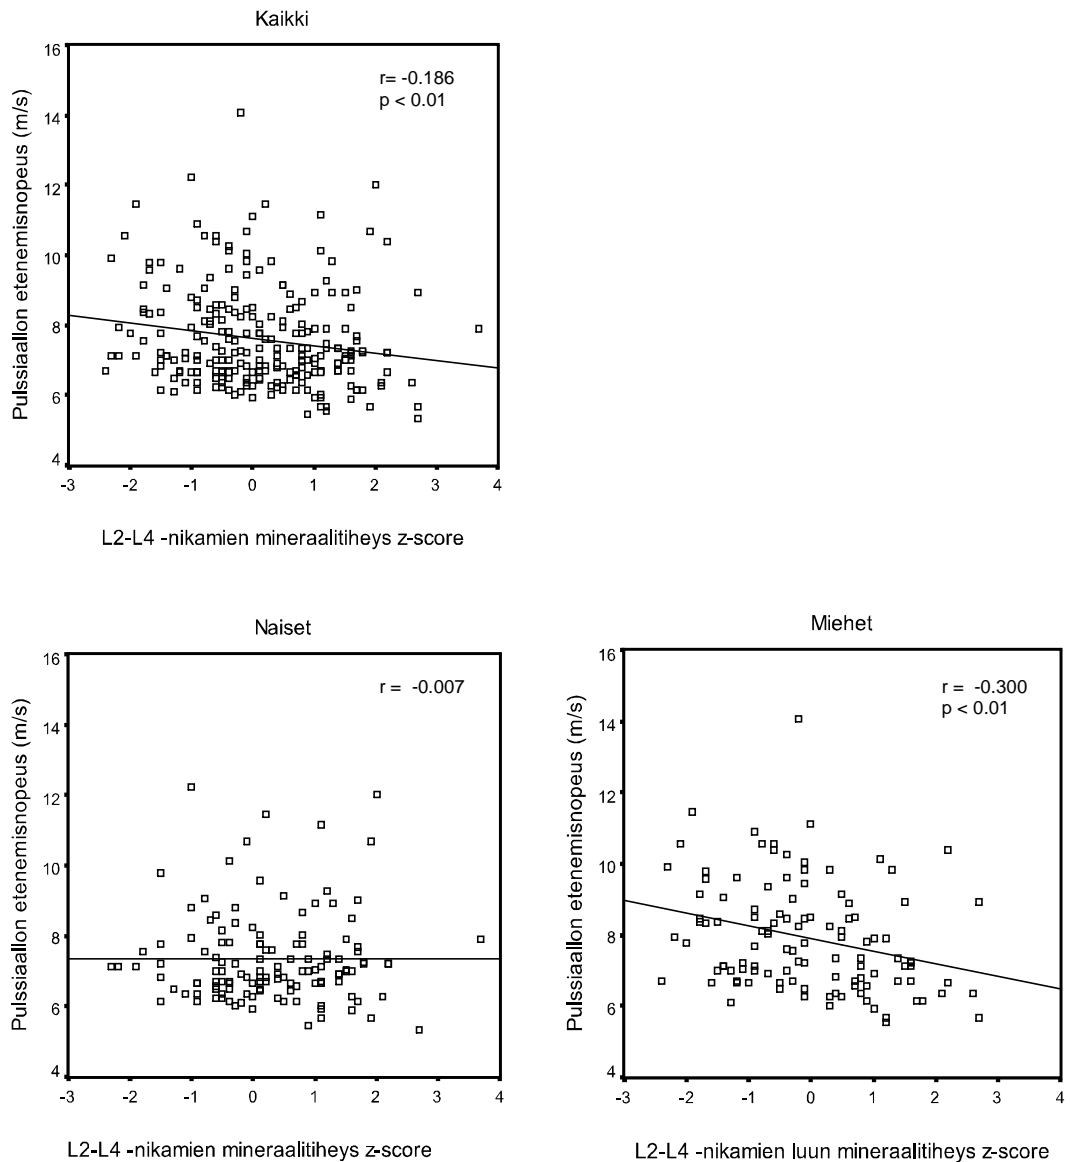 Kaikki
16
14
12
10
8
6
4
r= -0.186
p < 0.01
Pulssiaallon etenemisnopeus (m/s)
-3 -2 -1 0 1 2 3 4
L2-L4 -nikamien mineraalitiheys z-score
Naiset
16
14
12
10
8
6
4
r = -0.007
Pulssiaallon etenemisnopeus (m/s)
-3 -2 -1 0 1 2 3 4
L2-L4 -nikamien mineraalitiheys z-score
Miehet
16
14
12
10
8
6
4
r = -0.300
p < 0.01
Pulssiaallon etenemisnopeus (m/s)
-3 -2 -1 0 1 2 3 4
L2-L4 -nikamien luun mineraalitiheys z-score